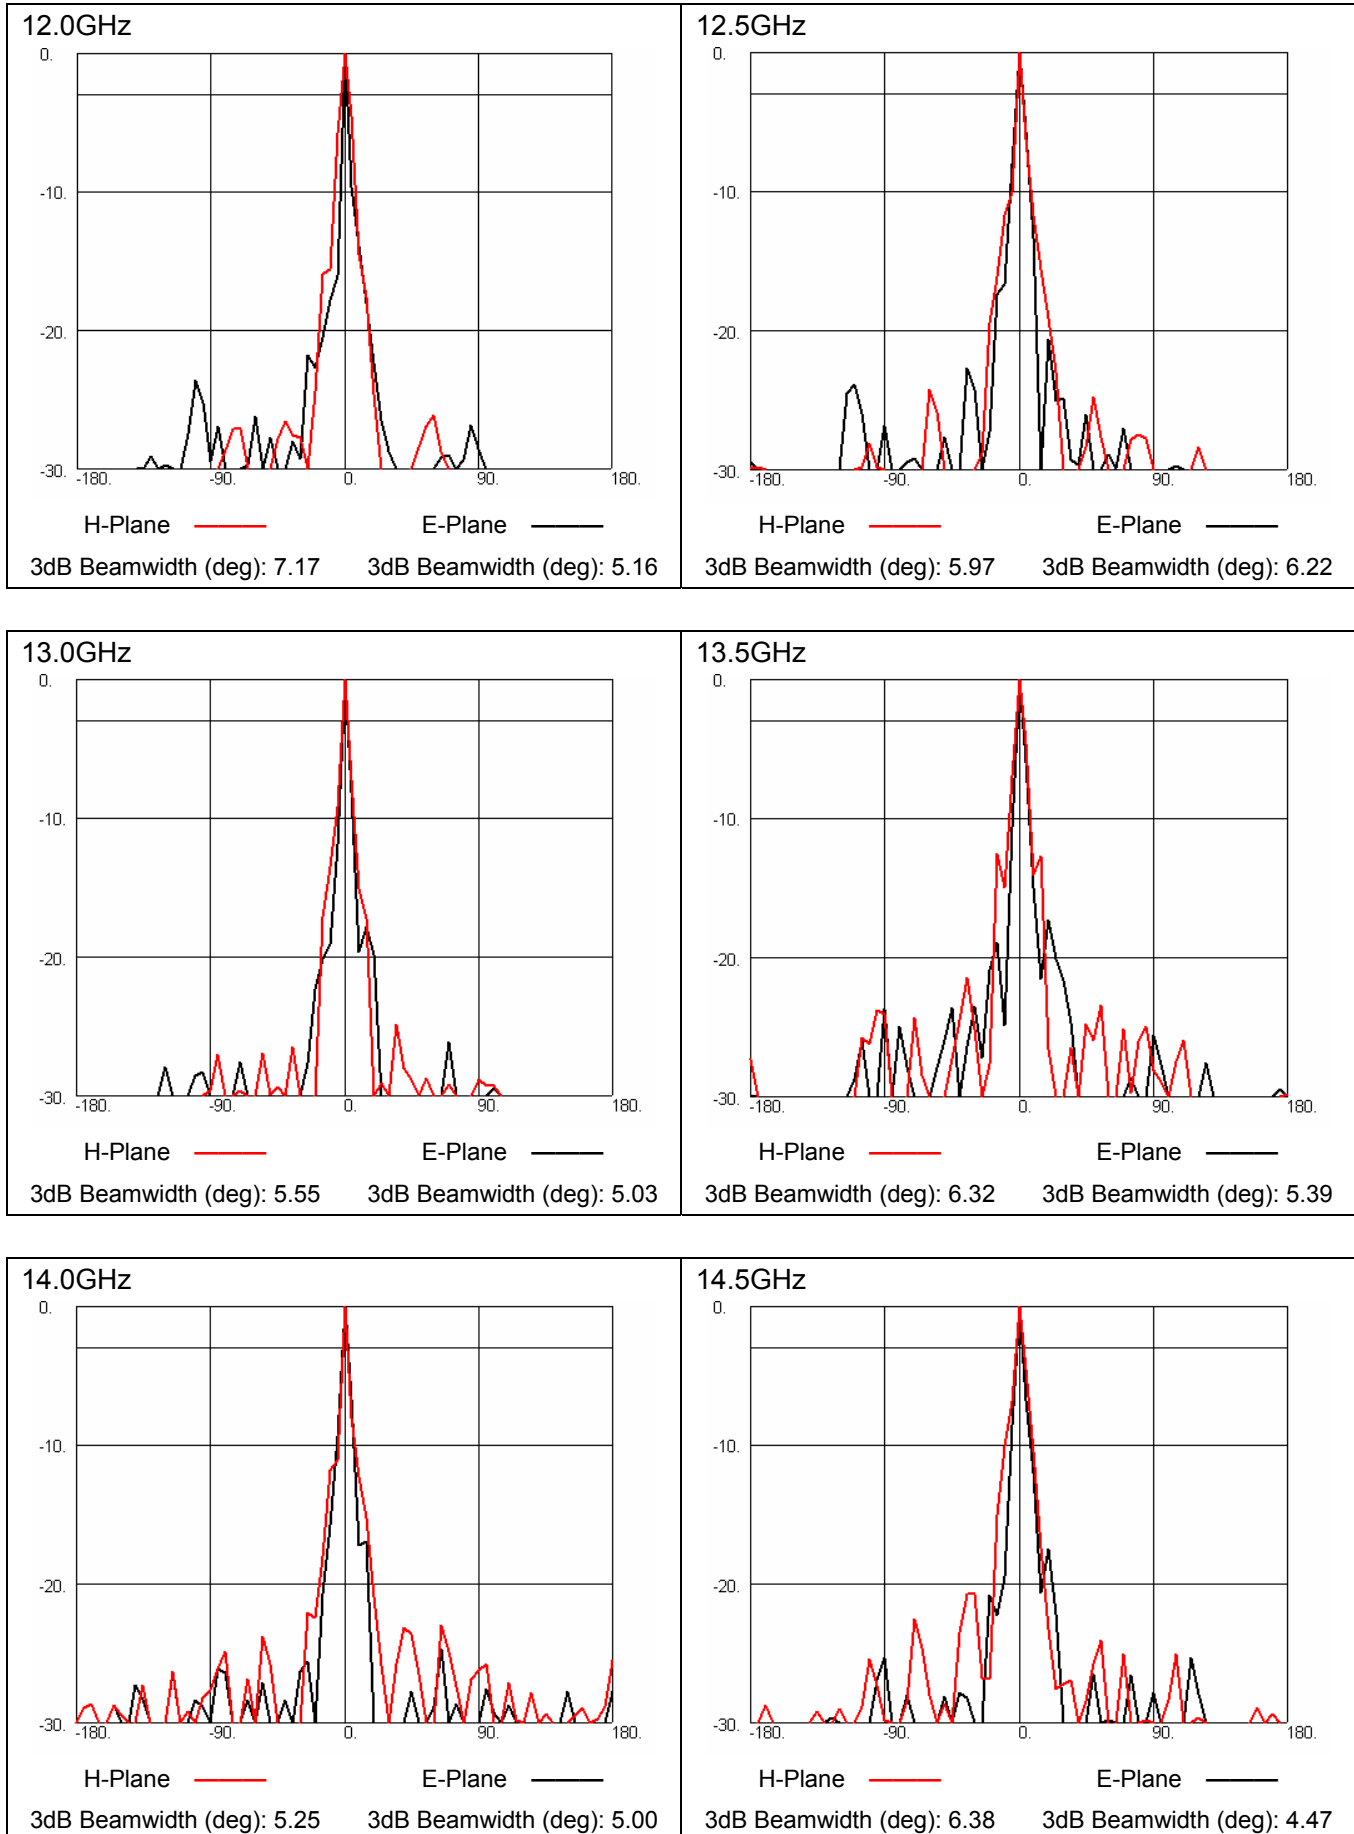 12.0GHz
0.
-10.
-20.
-30.
-180. -90. 0. 90. 180.
H-Plane E-Plane
3dB Beamwidth (deg): 7.17 3dB Beamwidth (deg): 5.16
12.5GHz
0.
-10.
-20.
-30.
-180. -90. 0. 90. 180.
H-Plane E-Plane
3dB Beamwidth (deg): 5.97 3dB Beamwidth (deg): 6.22
13.0GHz
0.
-10.
-20.
-30.
-180. -90. 0. 90. 180.
H-Plane E-Plane
3dB Beamwidth (deg): 5.55 3dB Beamwidth (deg): 5.03
13.5GHz
0.
-10.
-20.
-30.
-180. -90. 0. 90. 180.
H-Plane E-Plane
3dB Beamwidth (deg): 6.32 3dB Beamwidth (deg): 5.39
14.0GHz
0.
-10.
-20.
-30.
-180. -90. 0. 90. 180.
H-Plane E-Plane
3dB Beamwidth (deg): 5.25 3dB Beamwidth (deg): 5.00
14.5GHz
0.
-10.
-20.
-30.
-180. -90. 0. 90. 180.
H-Plane E-Plane
3dB Beamwidth (deg): 6.38 3dB Beamwidth (deg): 4.47